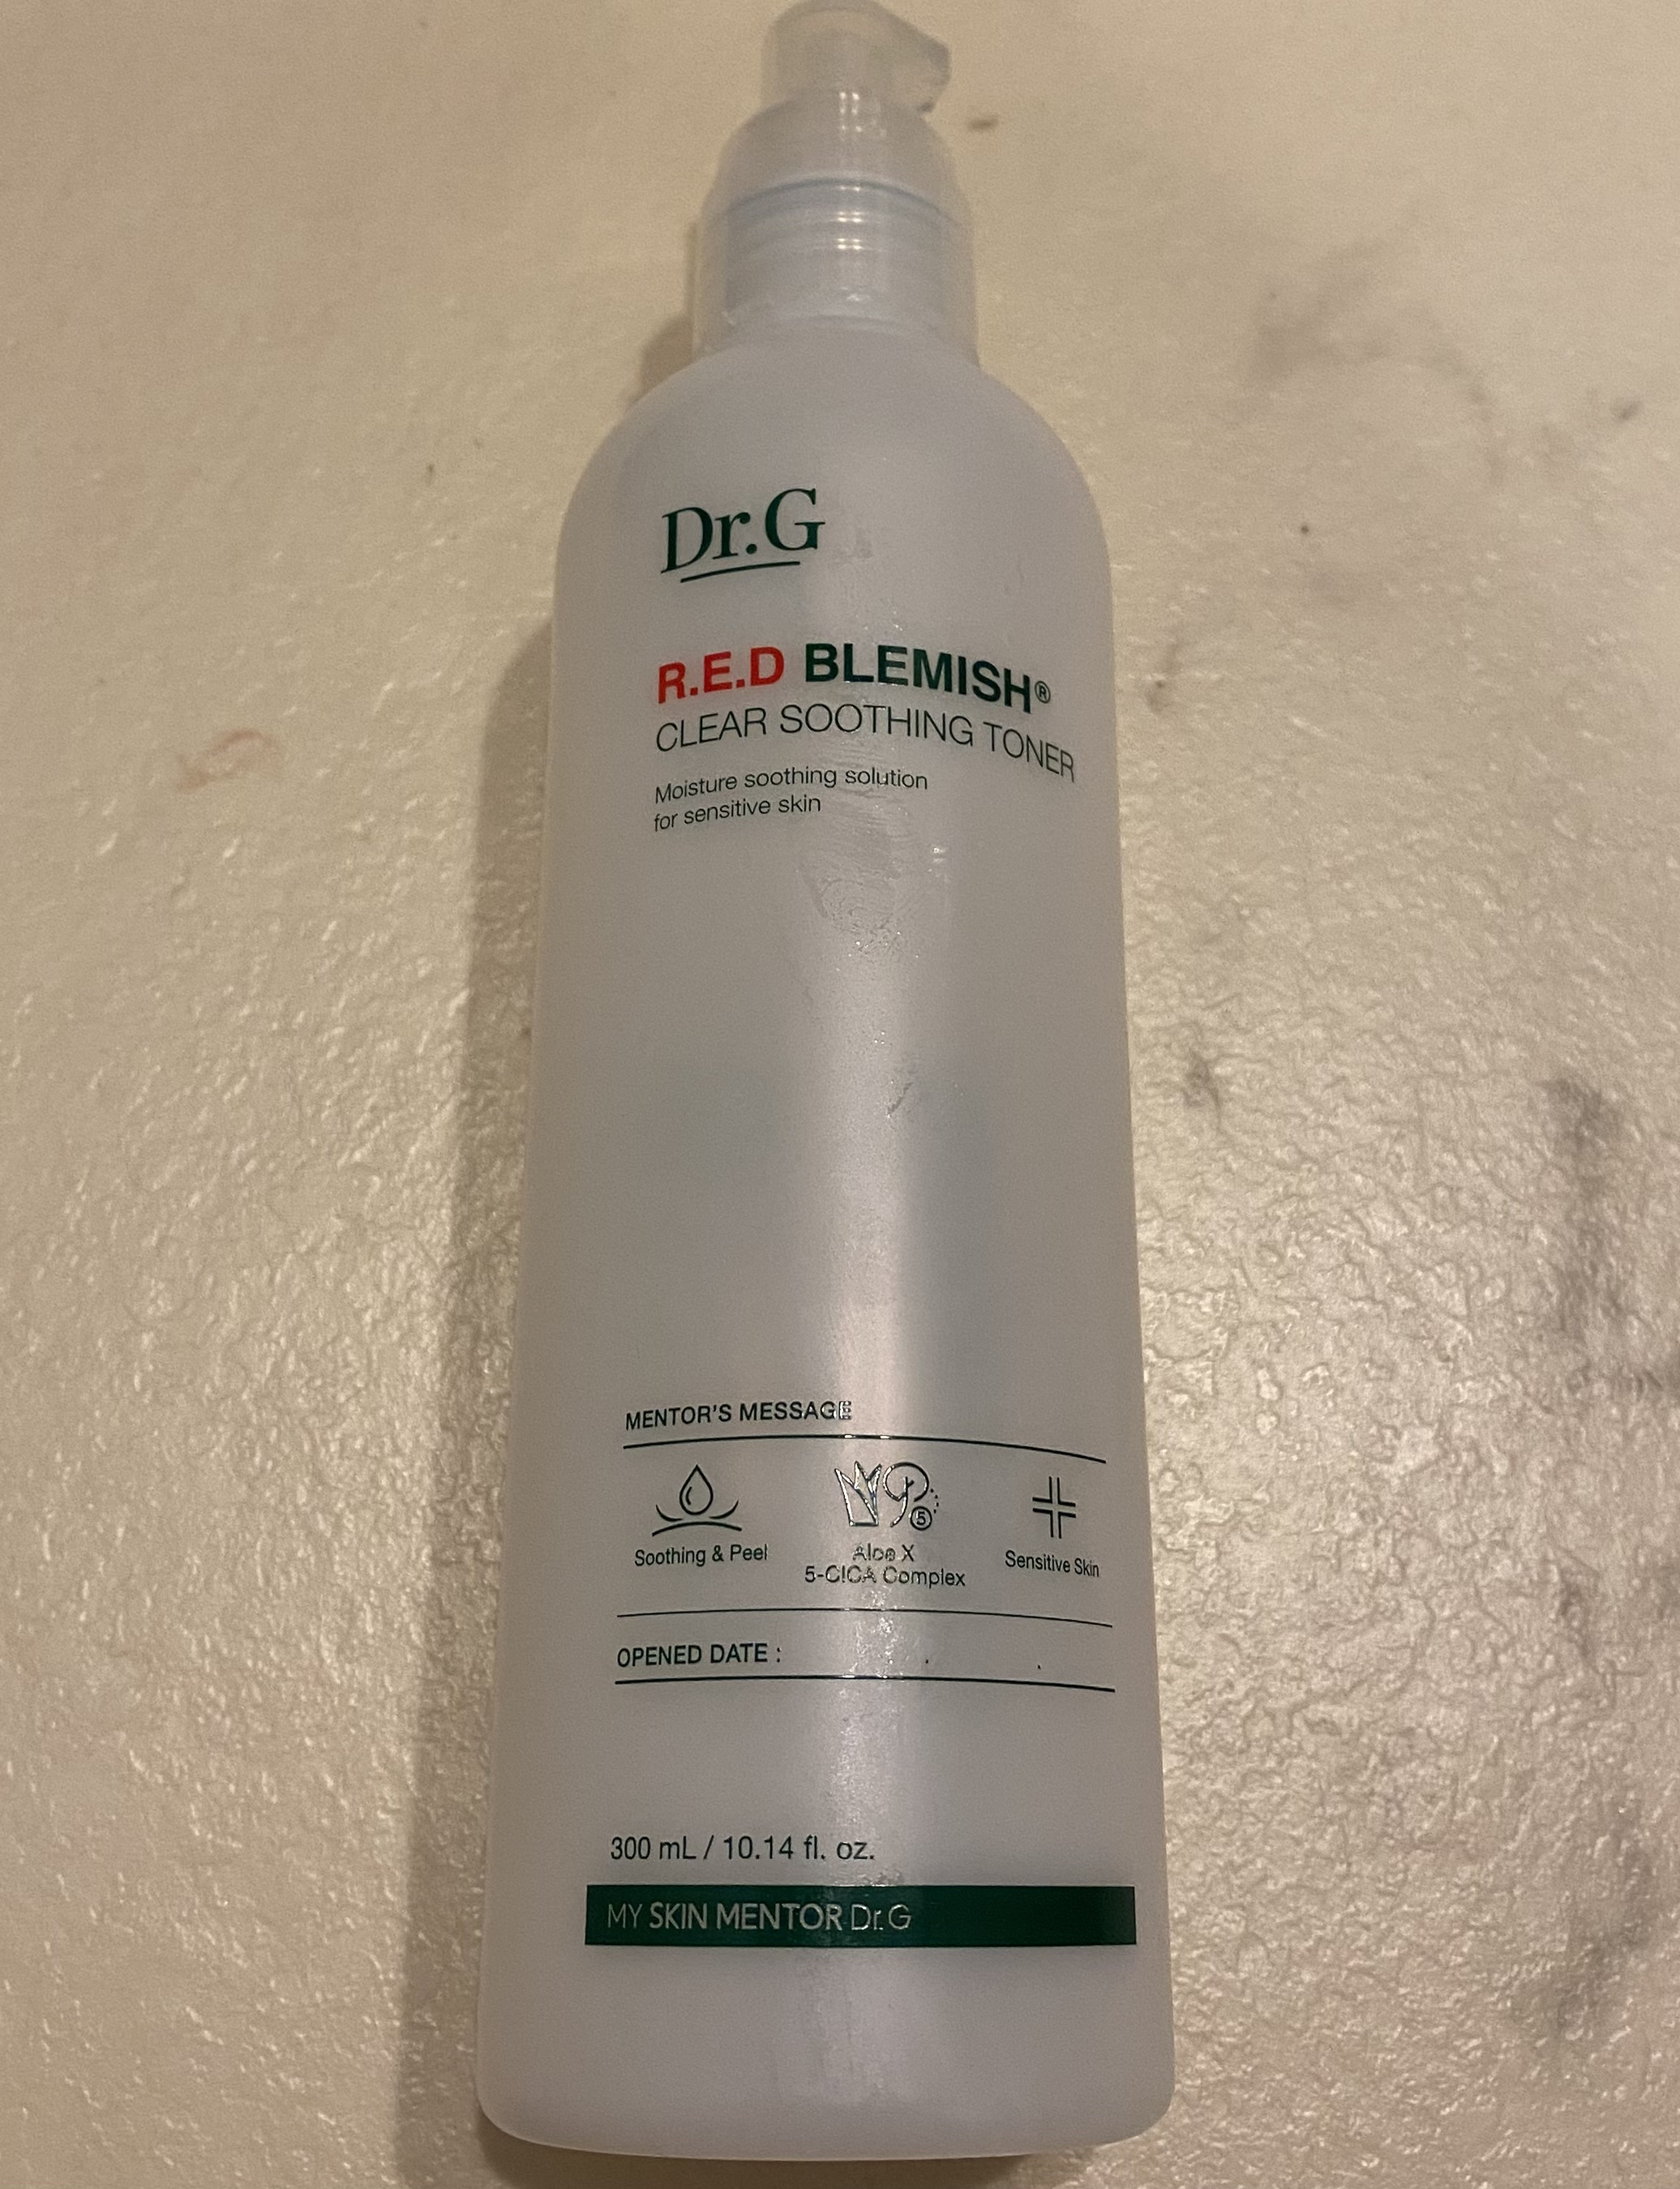 Dr.G
R.E.D BLEMISH®
CLEAR SOOTHING TONER
Moisture soothing solution
for sensitive skin
MENTOR'S MESSAGE
5
Soothing & Peel
Aloe X
5-CICA Complex
Sensitive Skin
OPENED DATE : . .
300 mL / 10.14 fl. oz.
MY SKIN MENTOR Dr.G